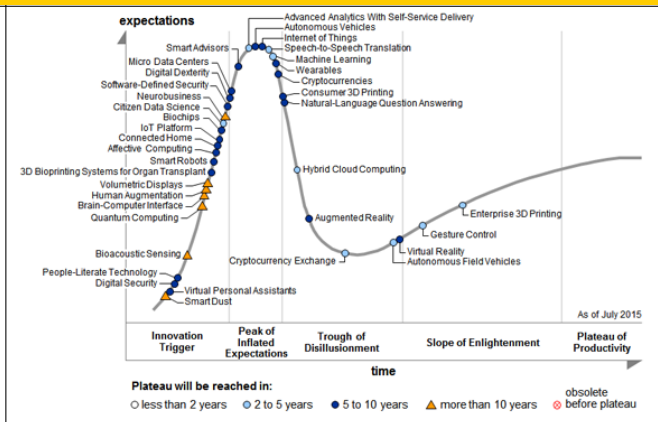 expectations
Advanced Analytics With Self-Service Delivery
Autonomous Vehicles
Internet of Things
Smart Advisors
Speech-to-Speech Translation
Machine Learning
Micro Data Centers
Wearables
Digital Dexterity
Cryptocurrencies
Software-Defined Security
Consumer 3D Printing
Neurobusiness
Natural-Language Question Answering
Citizen Data Science
Biochips
IoT Platform
Connected Home
Affective Computing
Smart Robots
3D Bioprinting Systems for Organ Transplant
Hybrid Cloud Computing
Volumetric Displays
Human Augmentation
Brain-Computer Interface
Quantum Computing
Augmented Reality
Enterprise 3D Printing
Gesture Control
Virtual Reality
Bioacoustic Sensing
Cryptocurrency Exchange
Autonomous Field Vehicles
People-Literate Technology
Digital Security
Virtual Personal Assistants
Smart Dust
As of July 2015
Innovation
Trigger
Peak of
Inflated
Expectations
Trough of
Disillusionment
Slope of Enlightenment
Plateau of
Productivity
time
Plateau will be reached in:
less than 2 years
2 to 5 years
5 to 10 years
more than 10 years
obsolete
before plateau